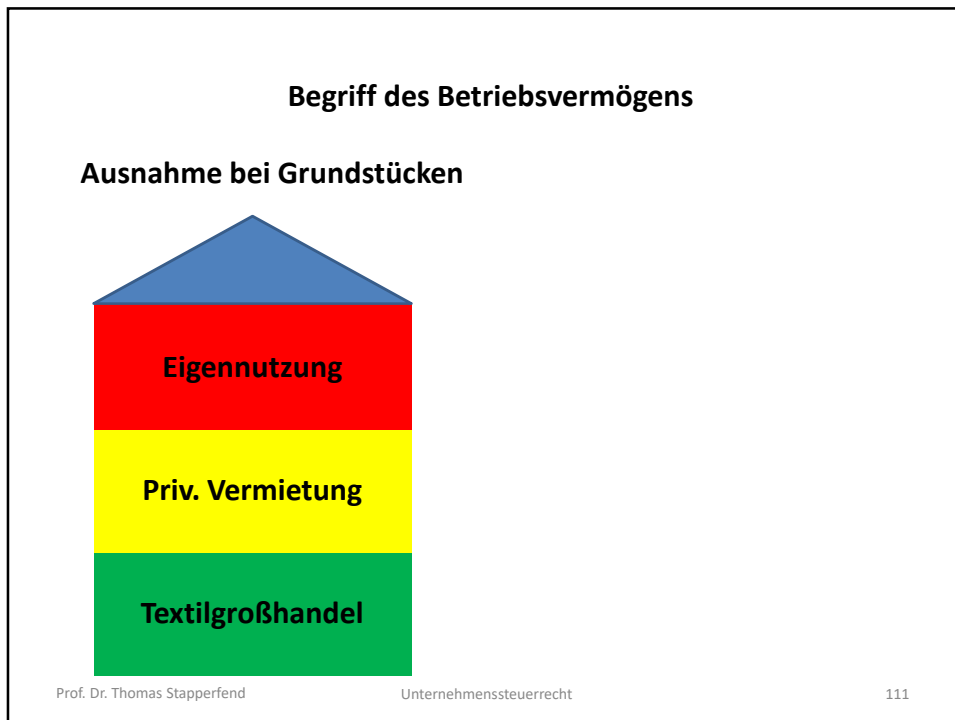 Begriff des Betriebsvermögens
Ausnahme bei Grundstücken
Eigennutzung
Priv. Vermietung
Textilgroßhandel
Prof. Dr. Thomas Stapperfend
Unternehmenssteuerrecht
111